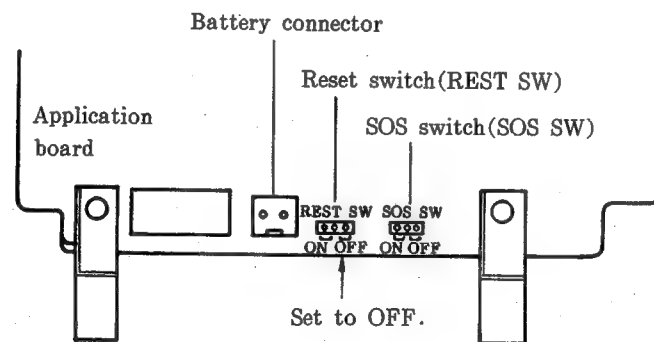 Battery connector
Reset switch(REST SW)
Application
board
SOS switch(SOS SW)
REST SW SOS SW
ON OFF ON OFF
Set to OFF.